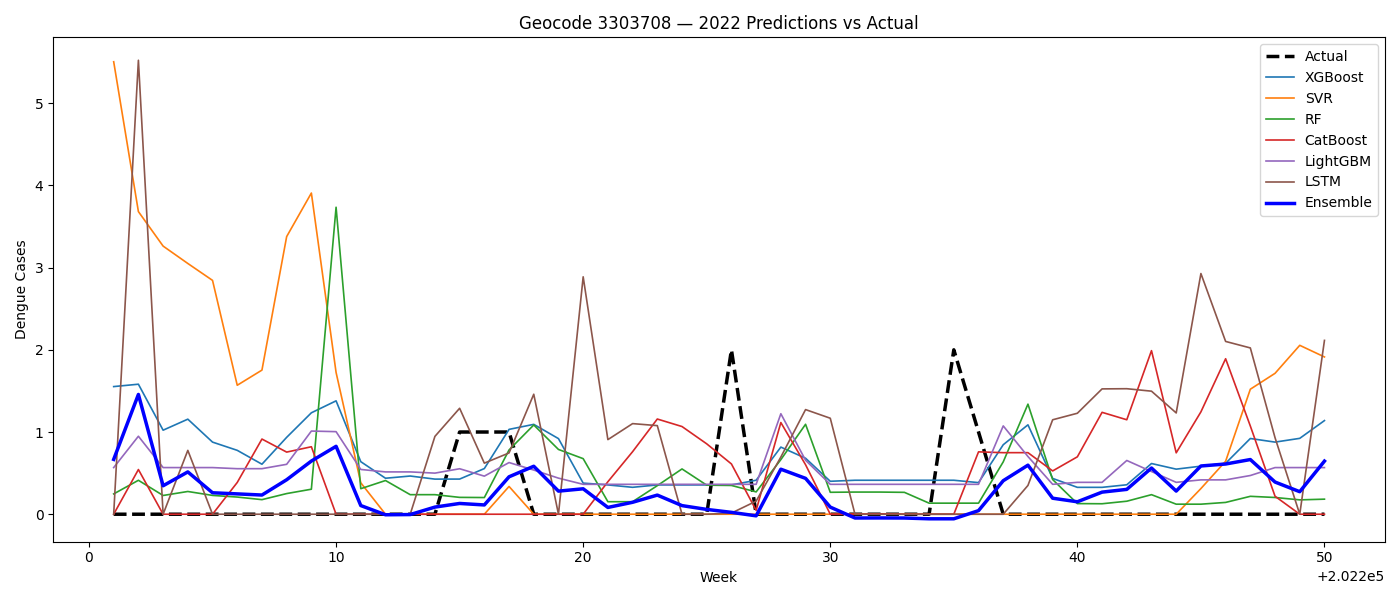 Geocode 3303708 — 2022 Predictions vs Actual
Dengue Cases
5
4
3
2
1
0
Actual
XGBoost
SVR
RF
CatBoost
LightGBM
LSTM
Ensemble
0 10 20 30 40 50
+2.022e5
Week